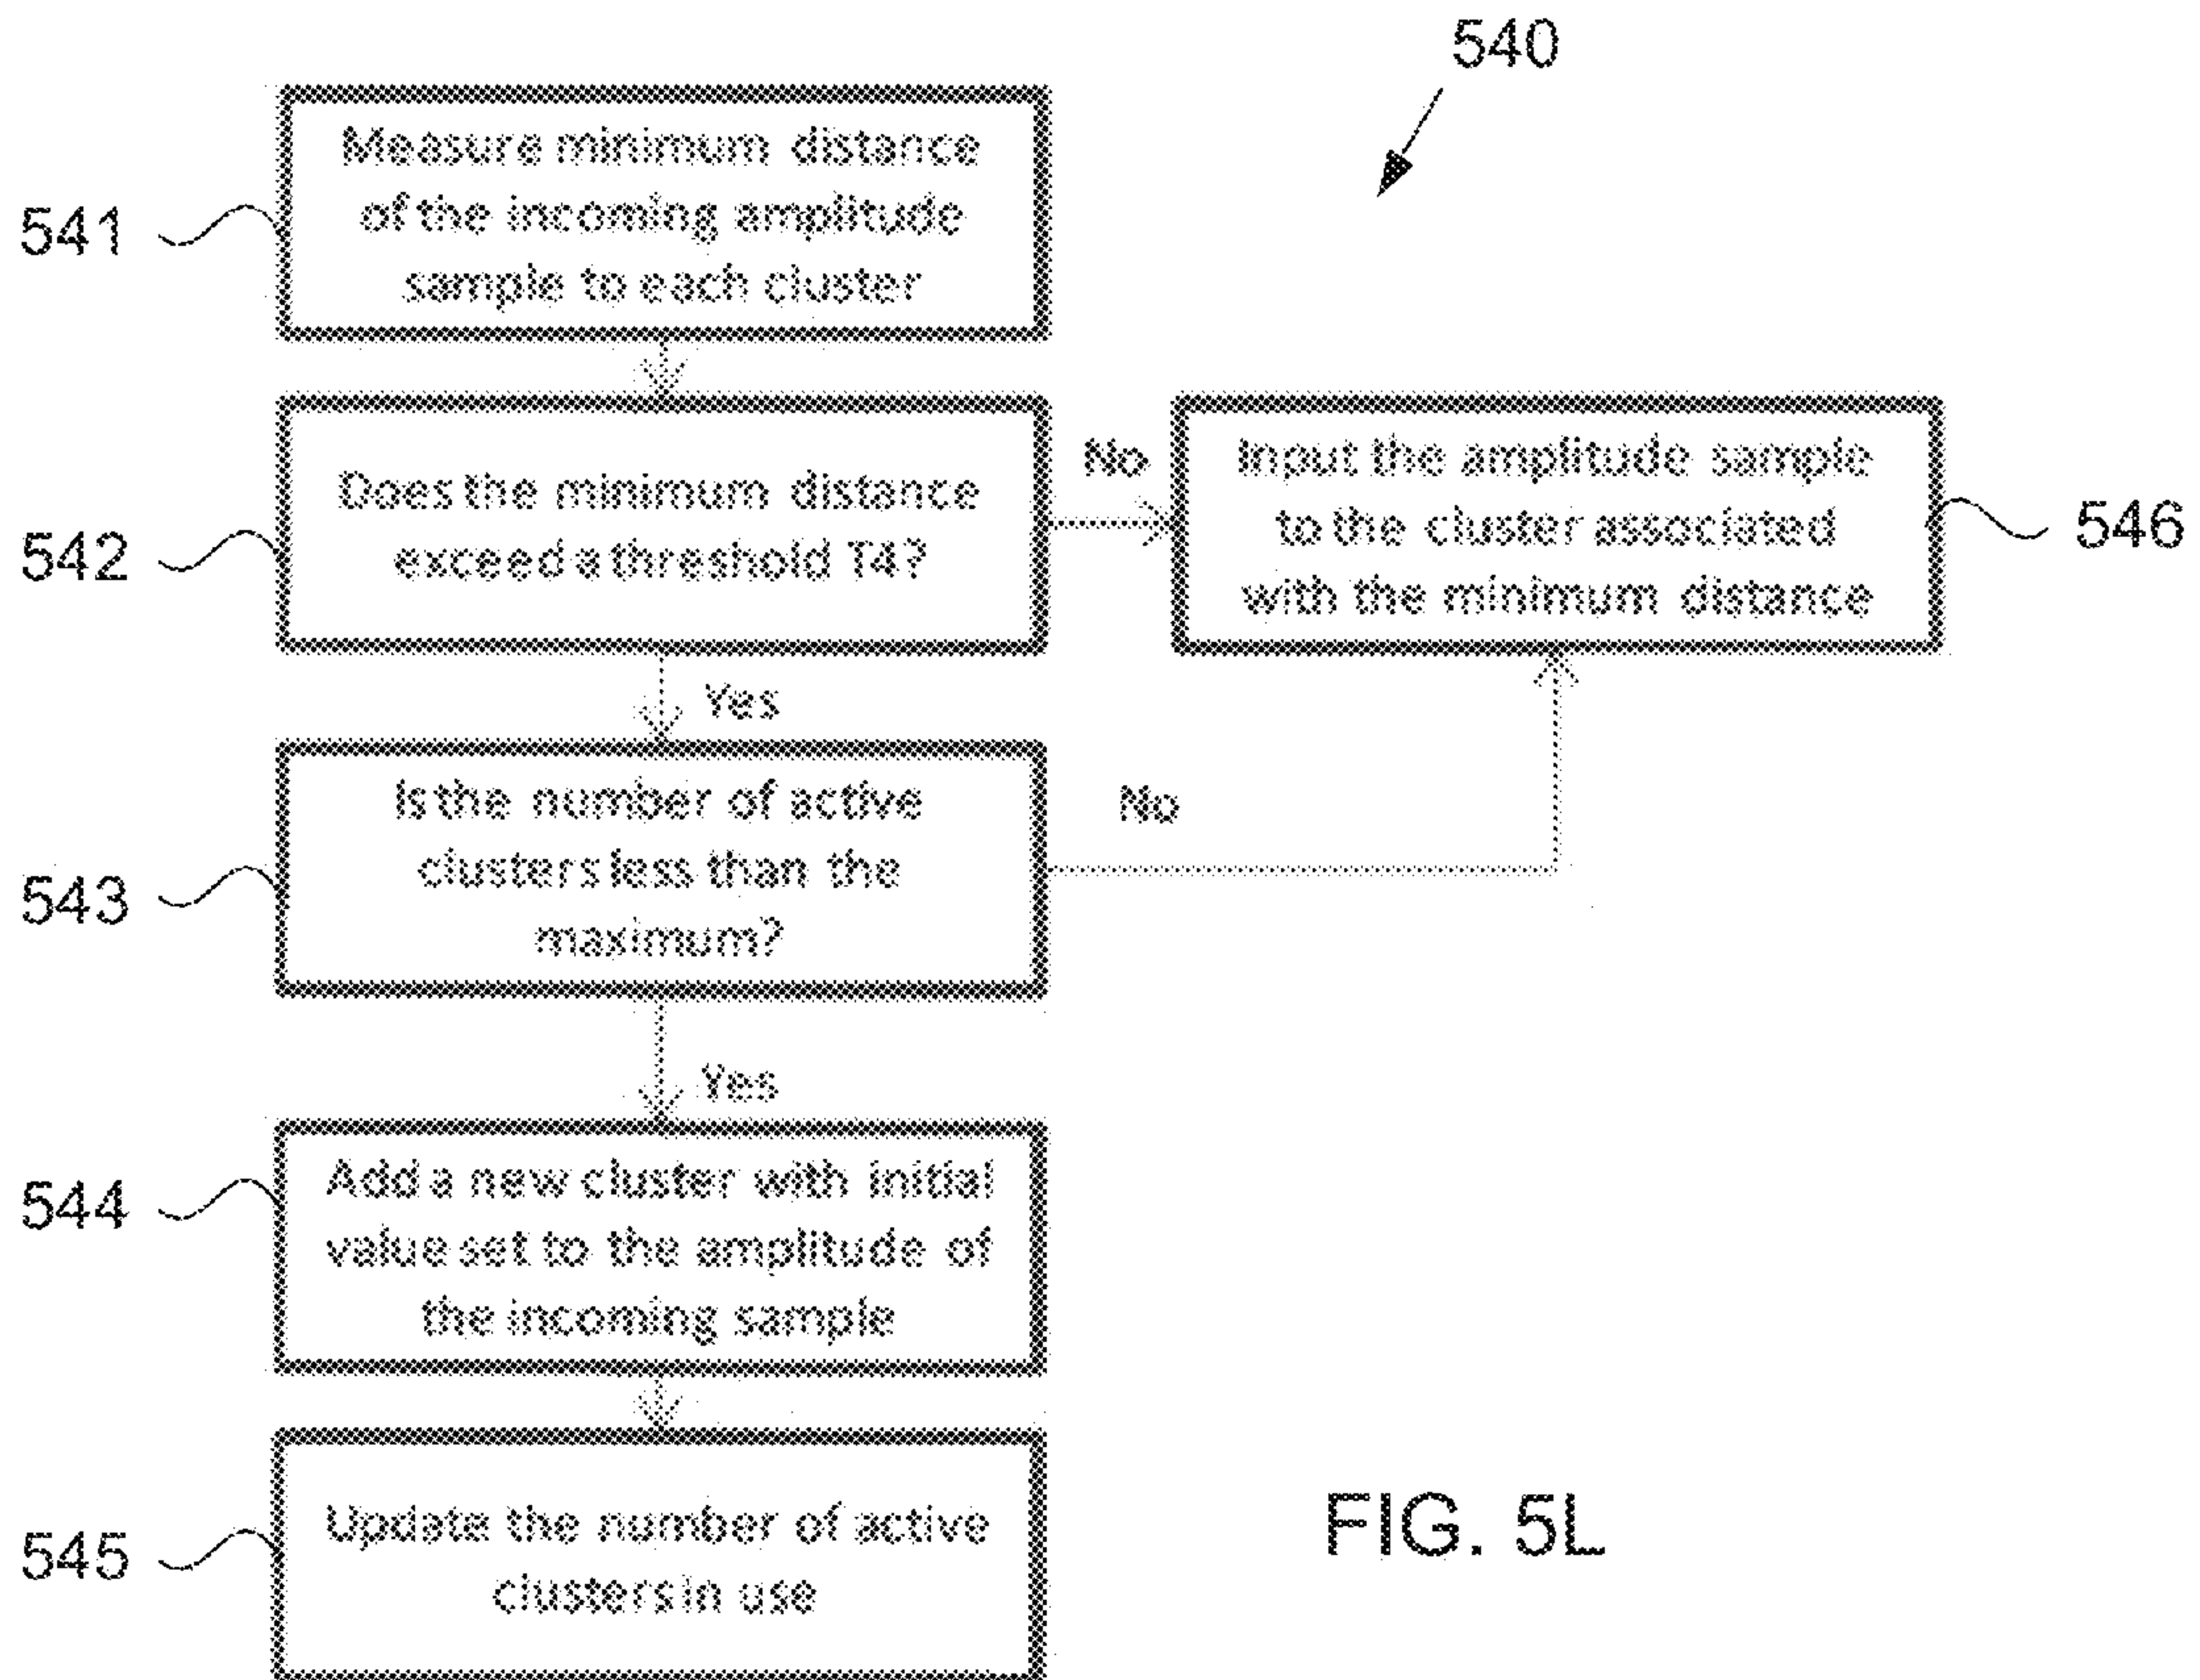 540
541
Measure minimum distance
of the incoming amplitude
sample to each cluster
542
Does the minimum distance
exceed a threshold T4?
No
Input the amplitude sample
to the cluster associated
with the minimum distance
546
Yes
543
Is the number of active
clusters less than the
maximum?
No
Yes
544
Add a new cluster with initial
value set to the amplitude of
the incoming sample
545
Update the number of active
clusters in use
FIG. 5L